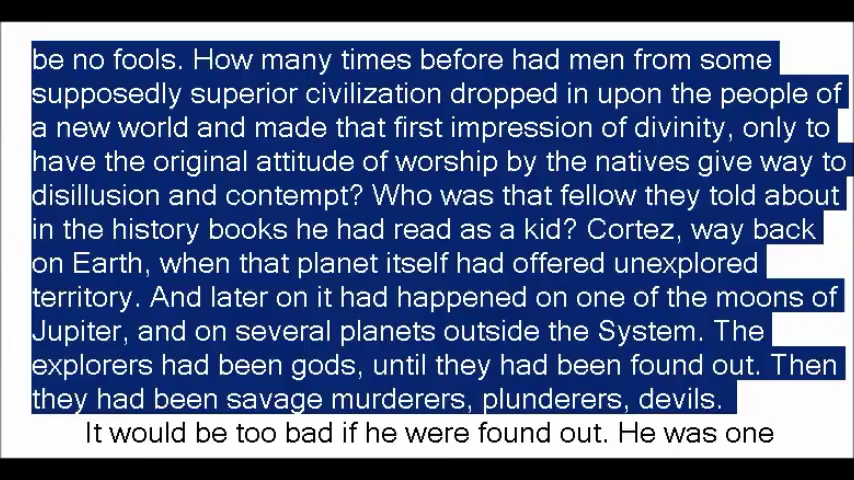 be no fools. How many times before had men from some
supposedly superior civilization dropped in upon the people of
a new world and made that first impression of divinity, only to
have the original attitude of worship by the natives give way to
disillusion and contempt? Who was that fellow they told about
in the history books he had read as a kid? Cortez, way back
on Earth, when that planet itself had offered unexplored
territory. And later on it had happened on one of the moons of
Jupiter, and on several planets outside the System. The
explorers had been gods, until they had been found out. Then
they had been savage murderers, plunderers, devils.
It would be too bad if he were found out. He was one